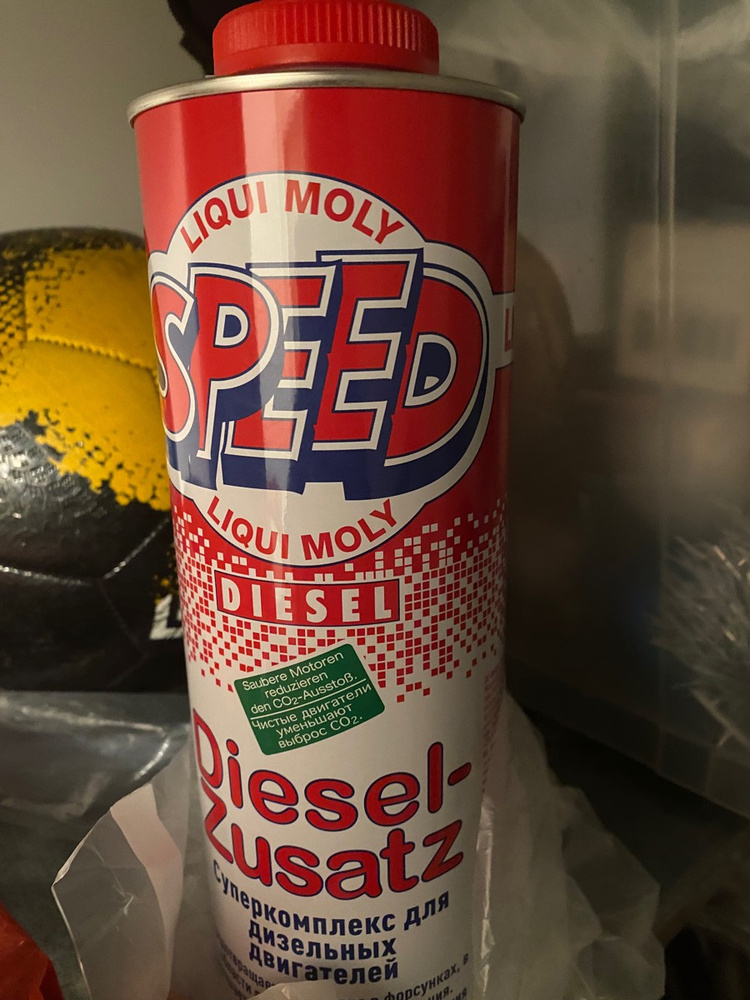 LIQUI MOLY
SPEED
LIQUI MOLY
DIESEL
Saubere Motoren
reduzieren
den CO₂-Ausstoß.
Чистые двигатели
уменьшают
выброс CO₂.
Diesel-
zusatz
Суперкомплекс для
дизельных
двигателей
форсунках, в